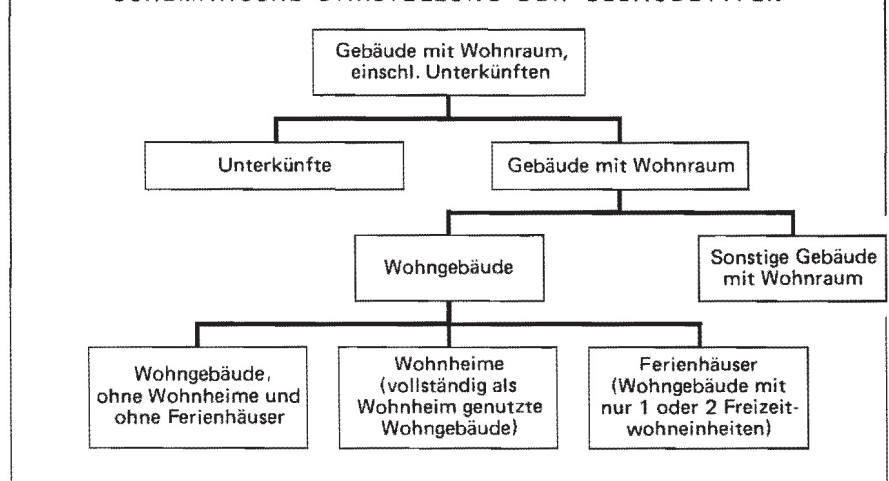 Gebäude mit Wohnraum,
einschl. Unterkünften
Unterkünfte
Gebäude mit Wohnraum
Wohngebäude
Sonstige Gebäude
mit Wohnraum
Wohngebäude,
ohne Wohnheime und
ohne Ferienhäuser
Wohnheime
(vollständig als
Wohnheim genutzte
Wohngebäude)
Ferienhäuser
(Wohngebäude mit
nur 1 oder 2 Freizeit-
wohneinheiten)